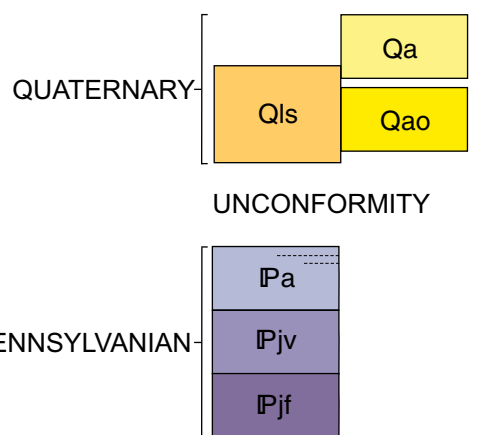 Qa
QUATERNARY
Qls
Qao
UNCONFORMITY
ℙa
ENNSYLVANIAN
ℙjv
ℙjf